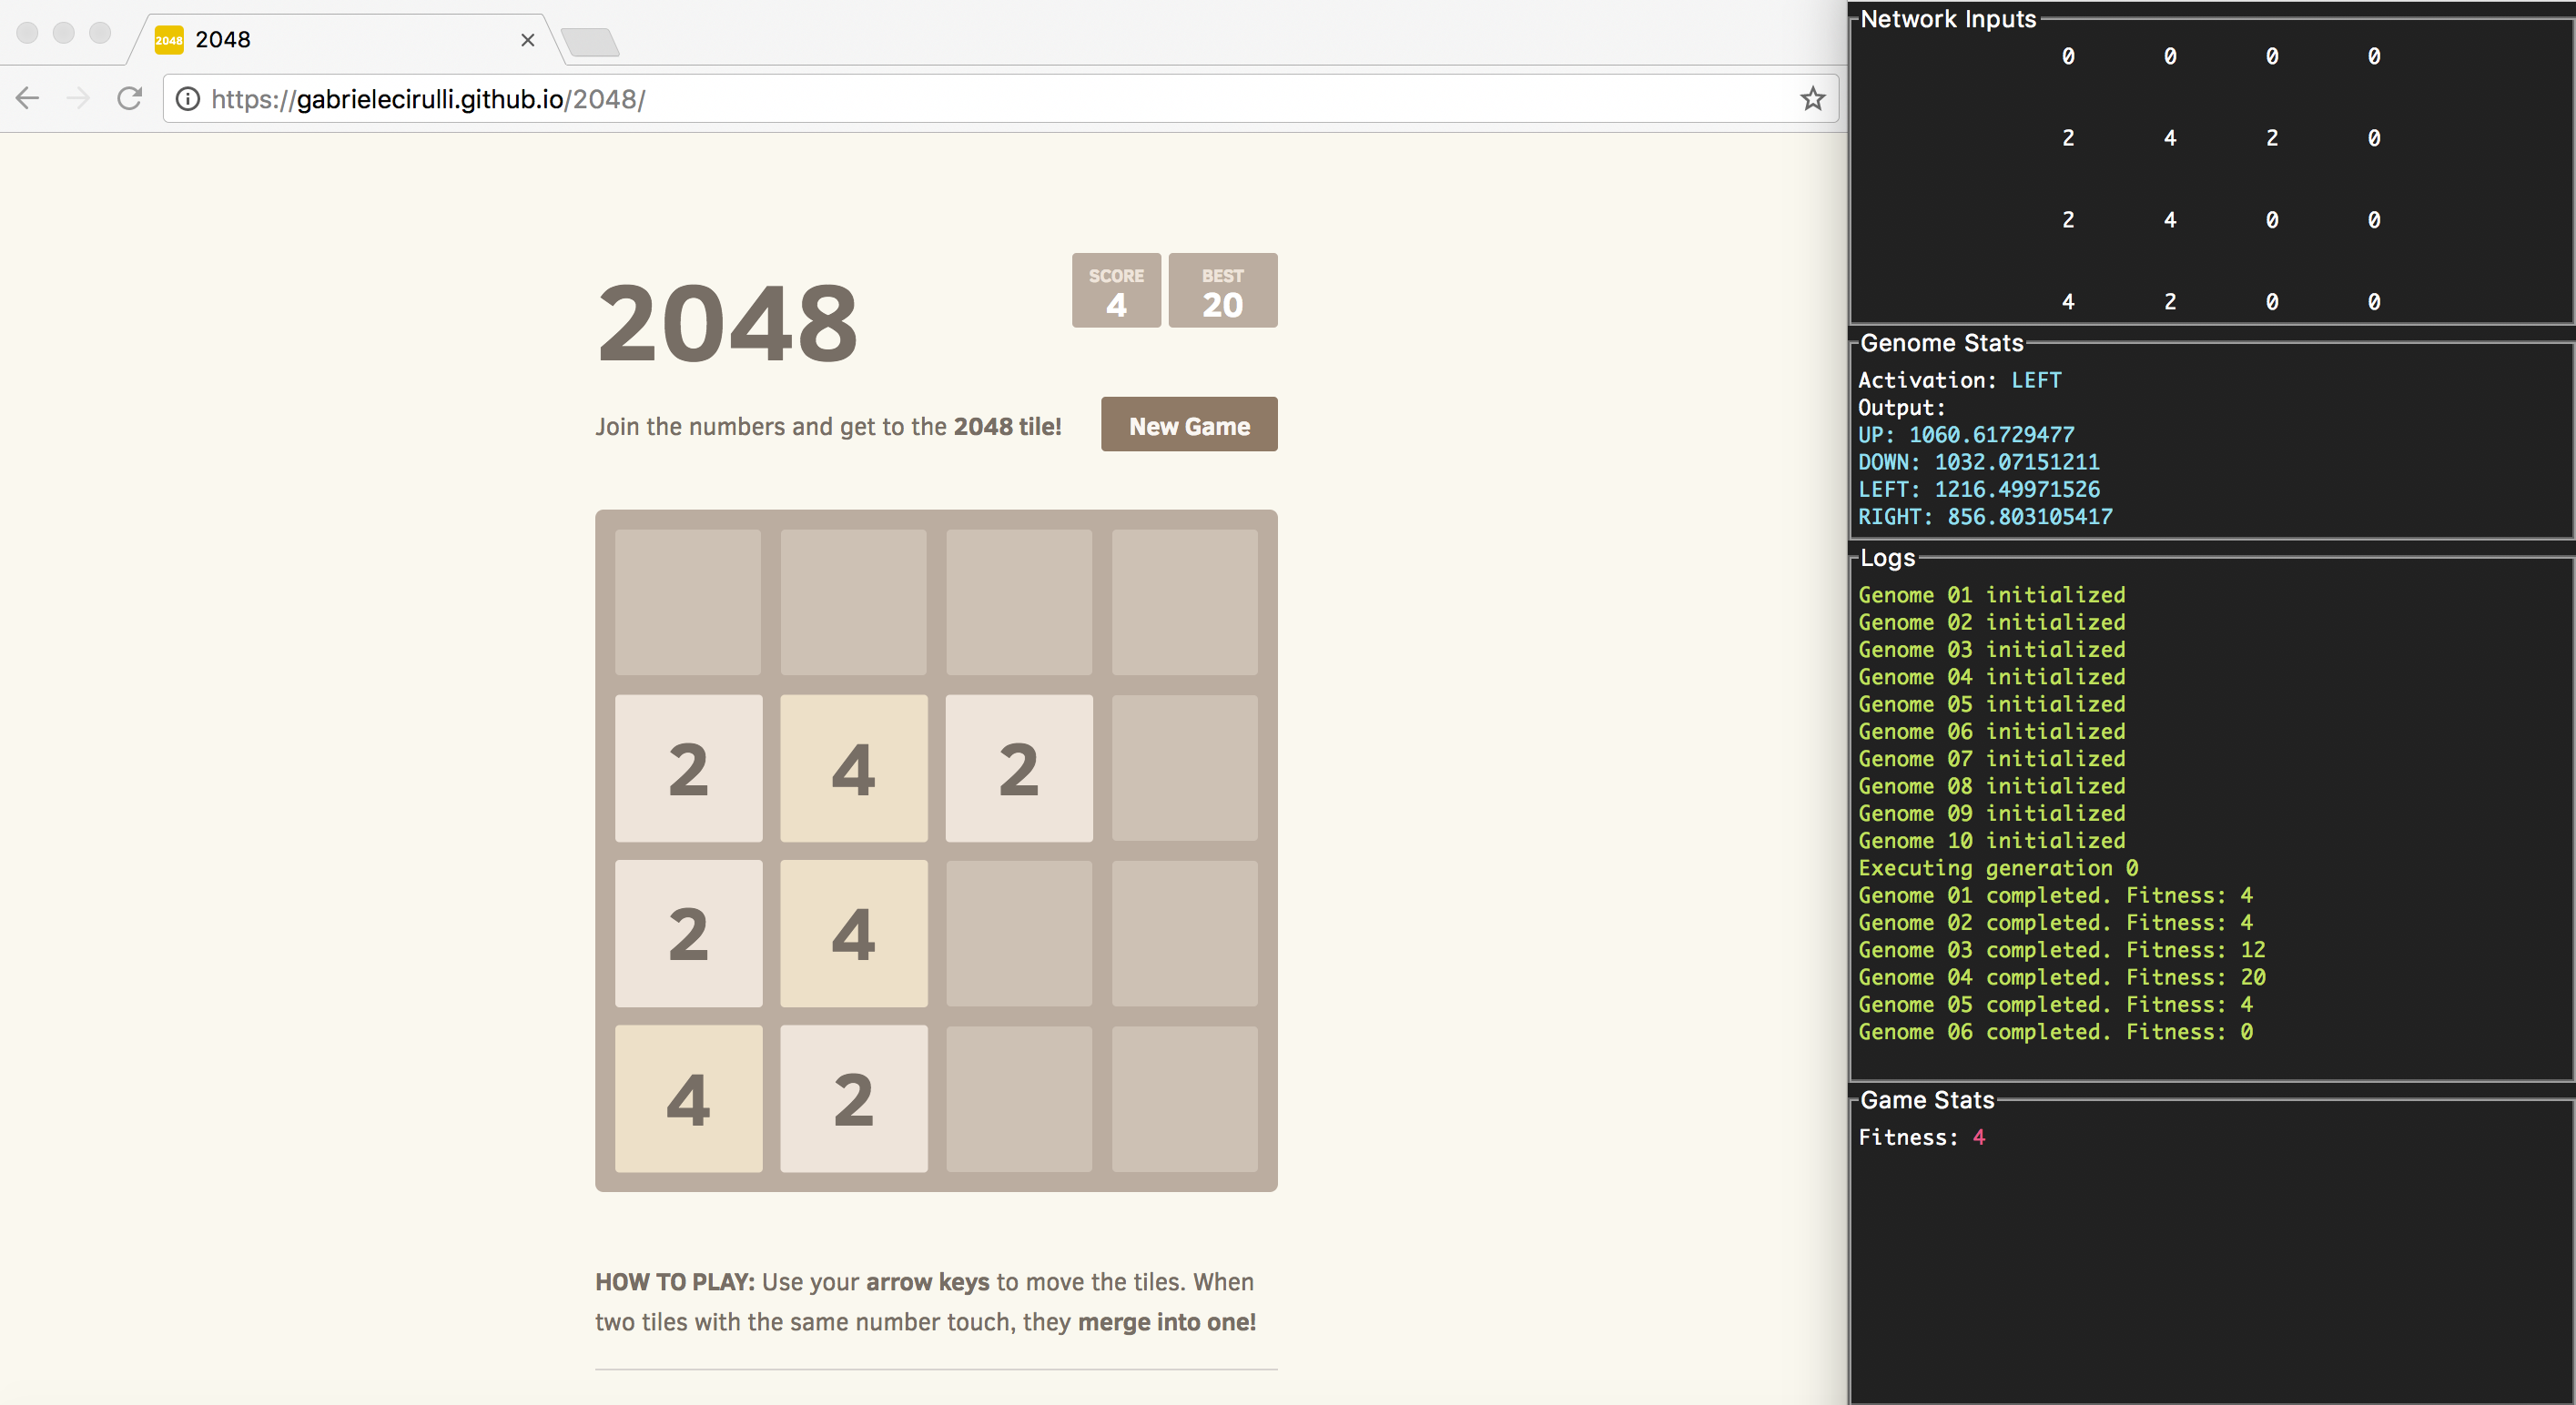 2048
2048
https://gabrielecirulli.github.io/2048/
2048
SCORE
4
BEST
20
Join the numbers and get to the 2048 tile!
New Game
2 4 2
2 4
4 2
HOW TO PLAY: Use your arrow keys to move the tiles. When
two tiles with the same number touch, they merge into one!
Network Inputs
0 0 0 0
2 4 2 0
2 4 0 0
4 2 0 0
Genome Stats
Activation: LEFT
Output:
UP: 1060.61729477
DOWN: 1032.07151211
LEFT: 1216.49971526
RIGHT: 856.803105417
Logs
Genome 01 initialized
Genome 02 initialized
Genome 03 initialized
Genome 04 initialized
Genome 05 initialized
Genome 06 initialized
Genome 07 initialized
Genome 08 initialized
Genome 09 initialized
Genome 10 initialized
Executing generation 0
Genome 01 completed. Fitness: 4
Genome 02 completed. Fitness: 4
Genome 03 completed. Fitness: 12
Genome 04 completed. Fitness: 20
Genome 05 completed. Fitness: 4
Genome 06 completed. Fitness: 0
Game Stats
Fitness: 4